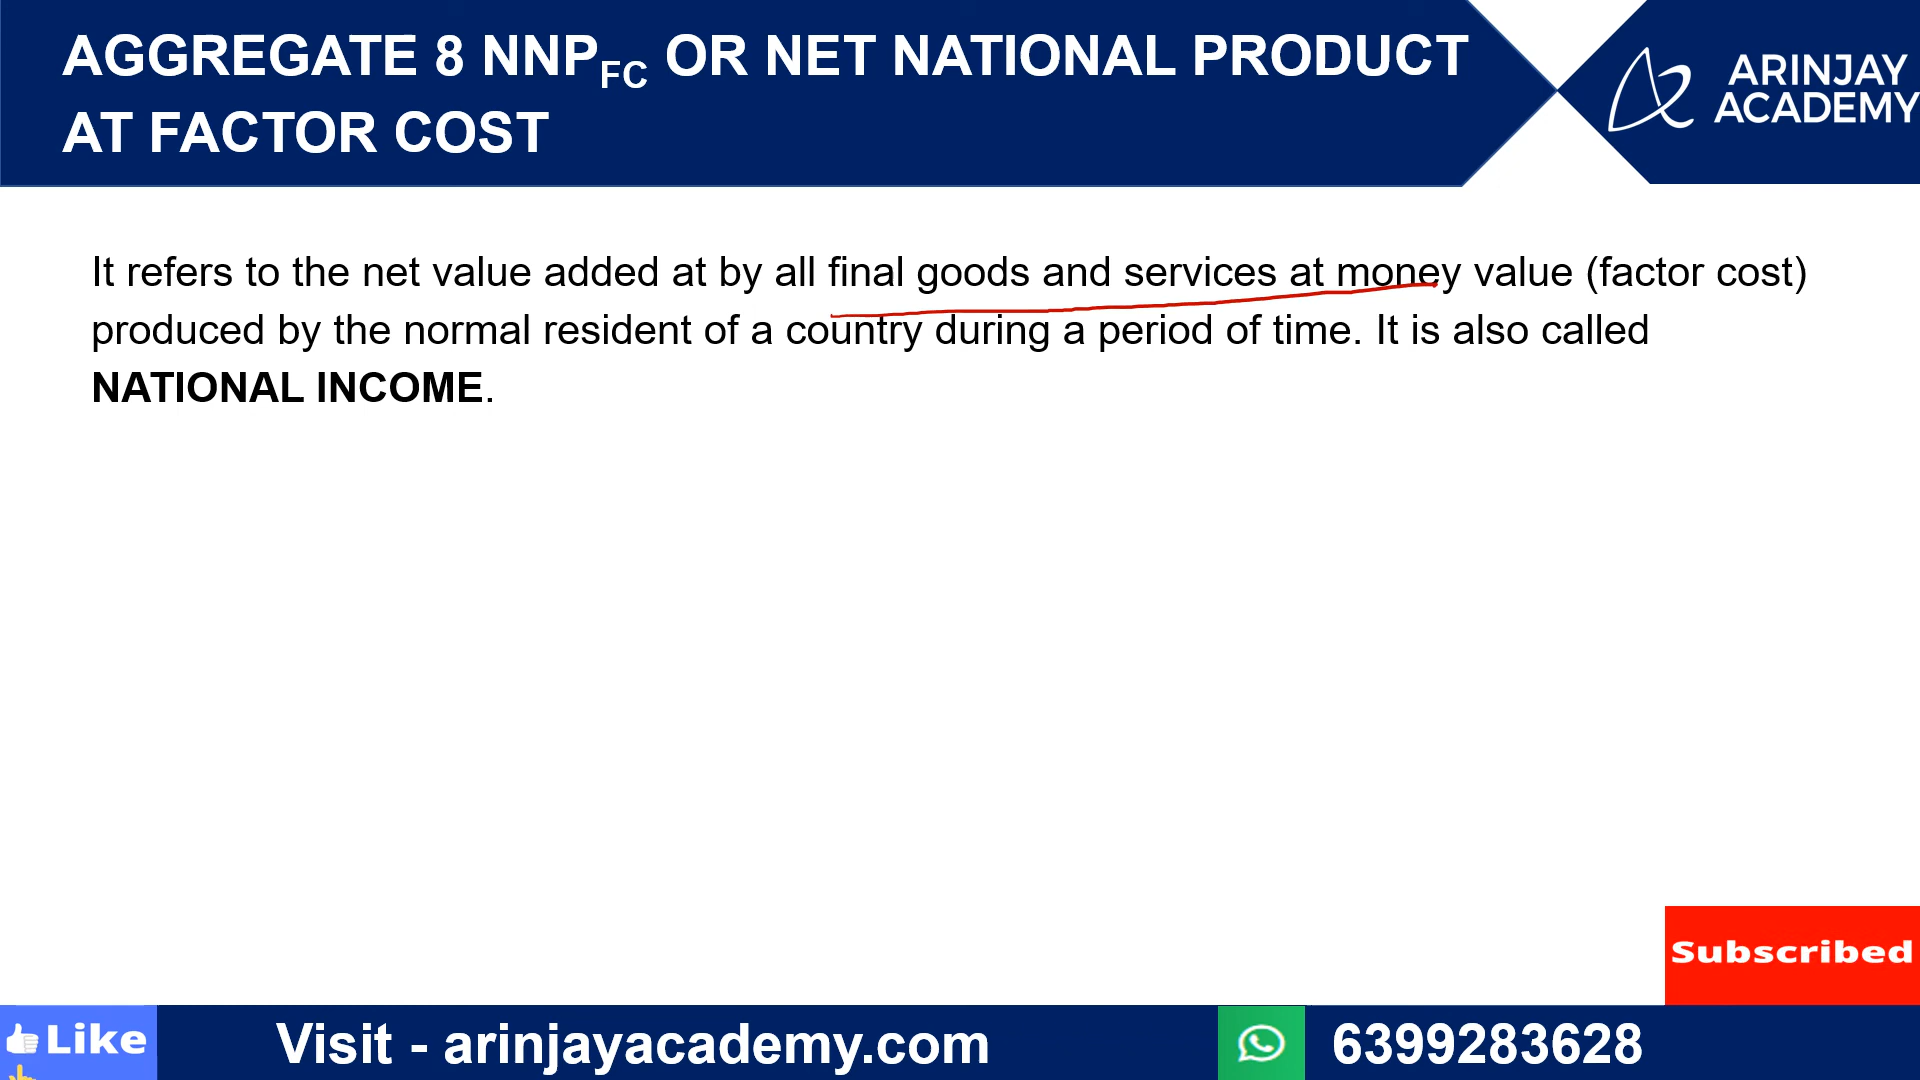 AGGREGATE 8 NNPFC OR NET NATIONAL PRODUCT
AT FACTOR COST
ARINJAY
ACADEMY
It refers to the net value added at by all final goods and services at money value (factor cost)
produced by the normal resident of a country during a period of time. It is also called
NATIONAL INCOME.
Subscribed
Like
Visit - arinjayacademy.com
6399283628